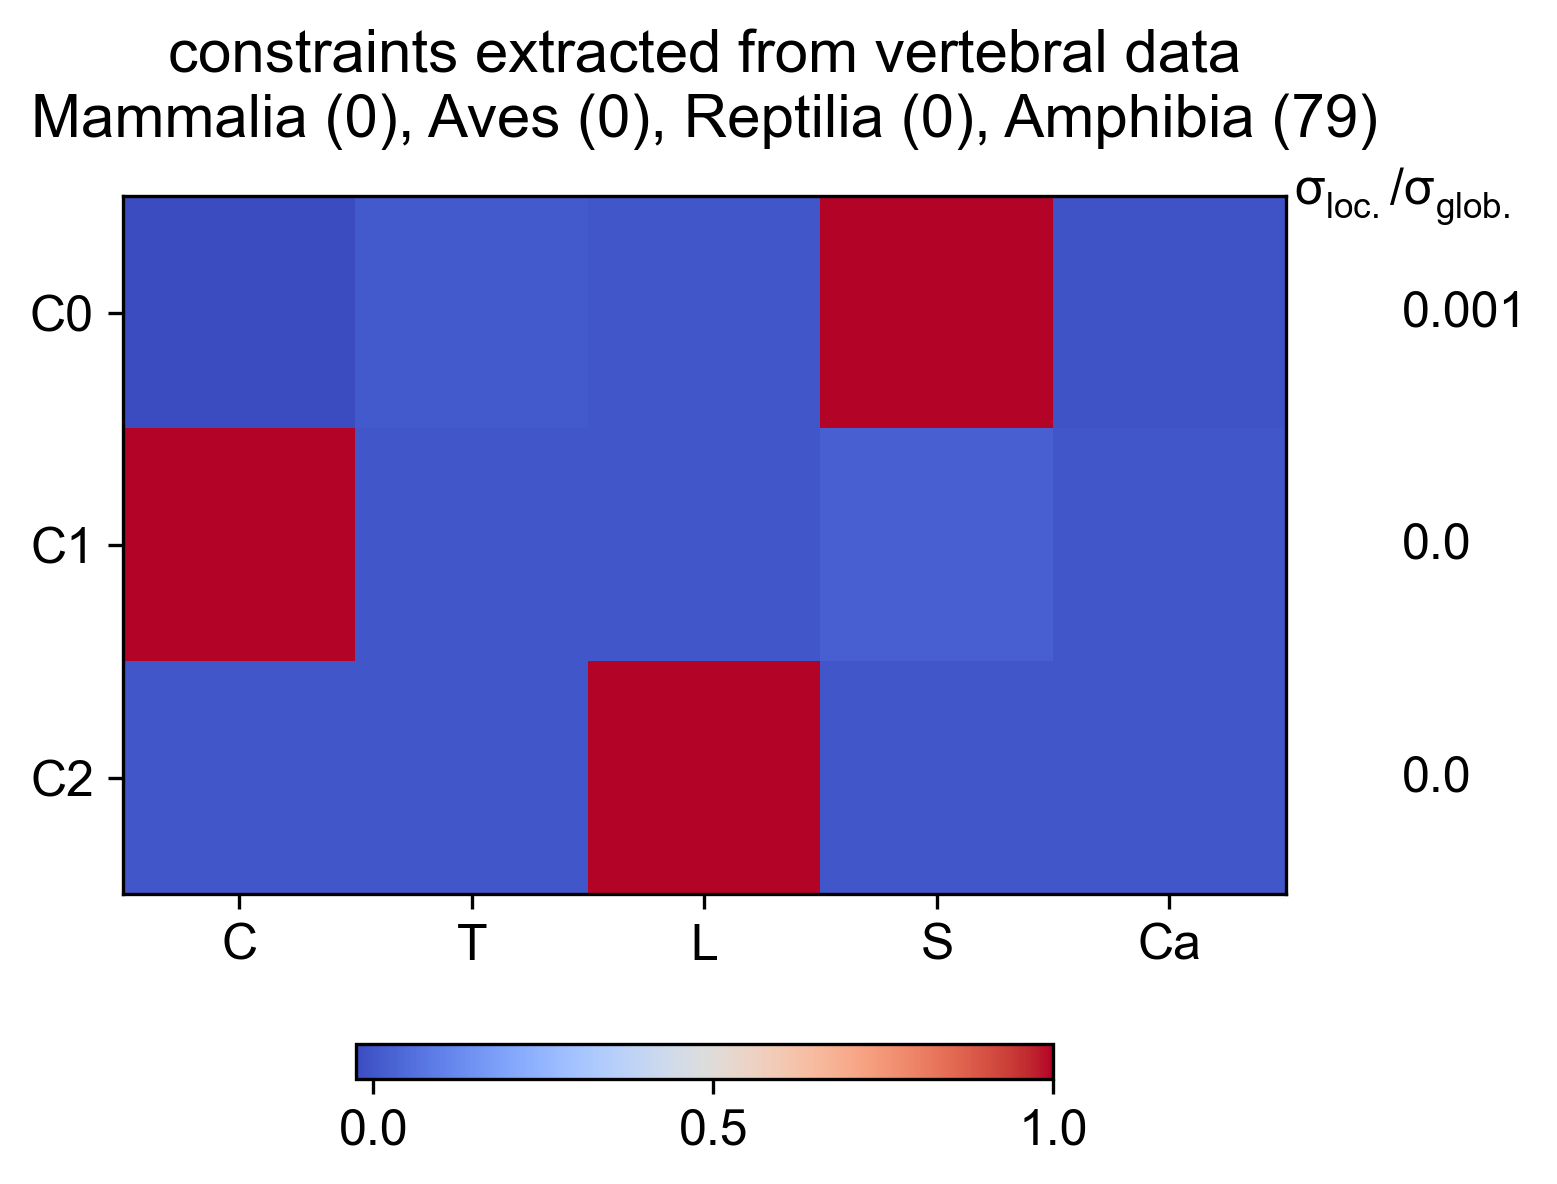 constraints extracted from vertebral data
Mammalia (0), Aves (0), Reptilia (0), Amphibia (79)
σloc. /σglob.
C0 0.001
C1 0.0
C2 0.0
C T L S Ca
0.0 0.5 1.0